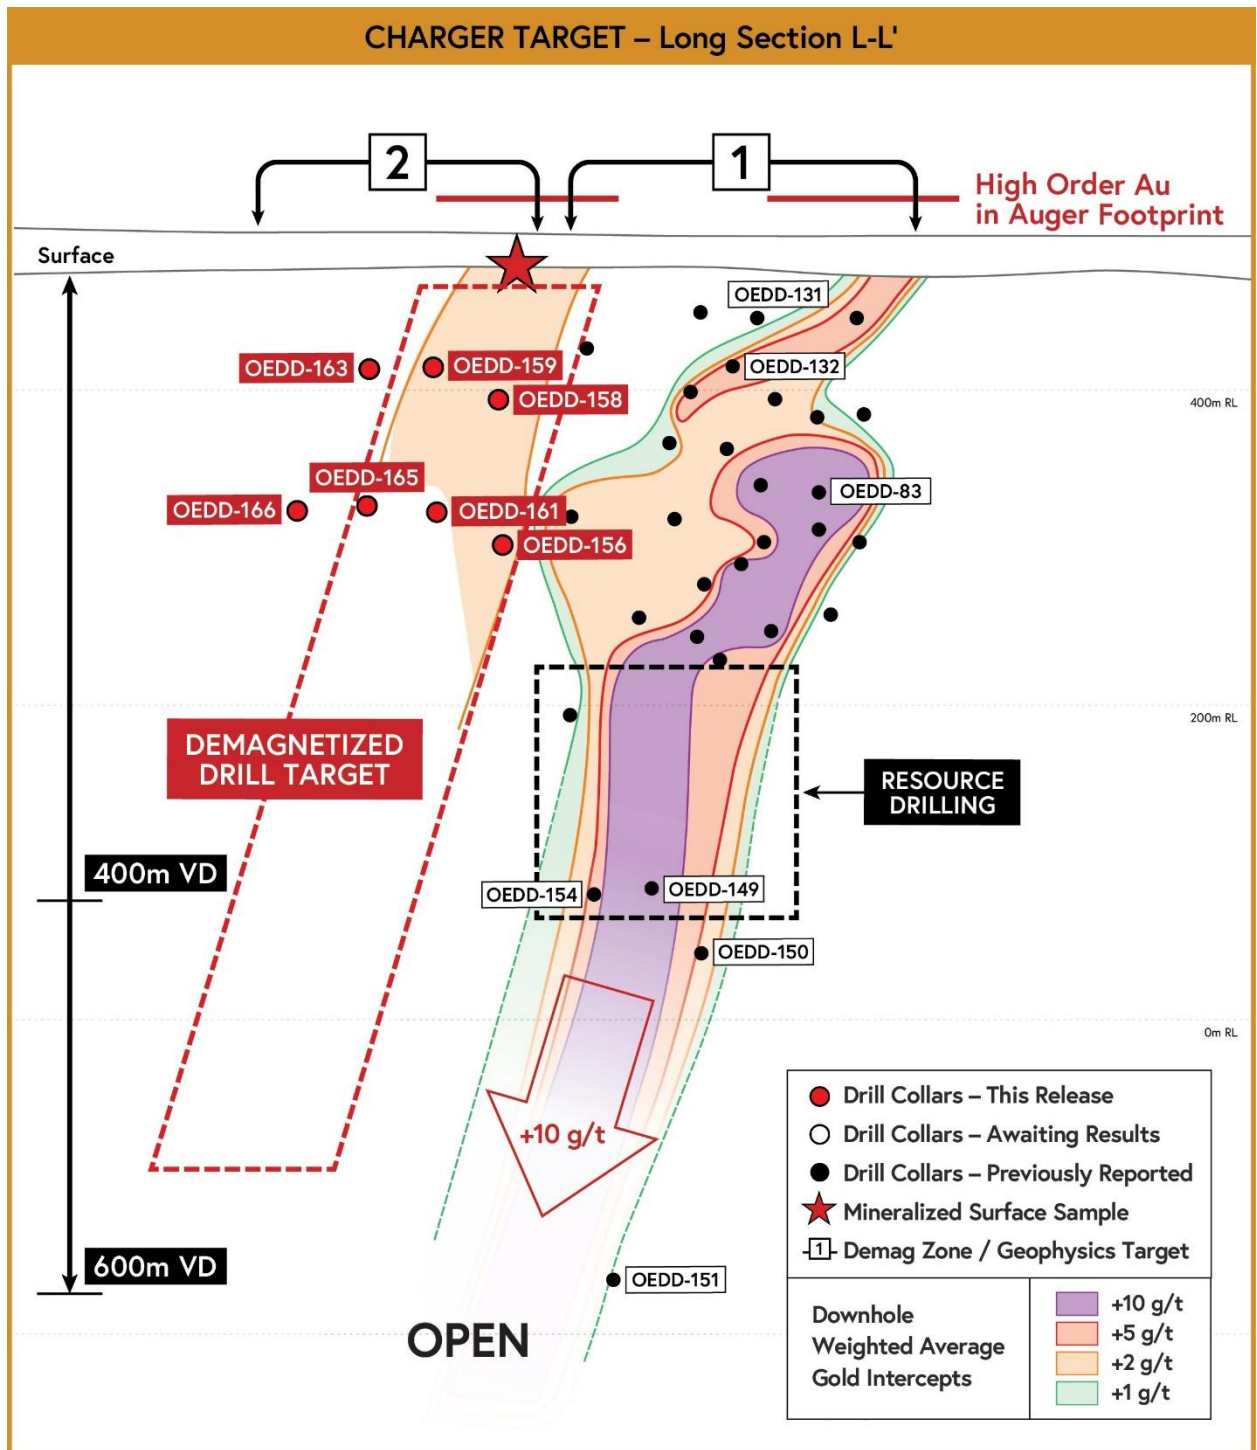 CHARGER TARGET – Long Section L-L'
2
1
High Order Au
in Auger Footprint
Surface
OEDD-131
OEDD-163
OEDD-159
OEDD-132
OEDD-158
400m RL
OEDD-165
OEDD-83
OEDD-166
OEDD-161
OEDD-156
200m RL
DEMAGNETIZED
DRILL TARGET
RESOURCE
DRILLING
400m VD
OEDD-154
OEDD-149
OEDD-150
0m RL
+10 g/t
600m VD
OEDD-151
OPEN
Drill Collars – This Release
Drill Collars – Awaiting Results
Drill Collars – Previously Reported
Mineralized Surface Sample
1 Demag Zone / Geophysics Target
Downhole
Weighted Average
Gold Intercepts
+10 g/t
+5 g/t
+2 g/t
+1 g/t